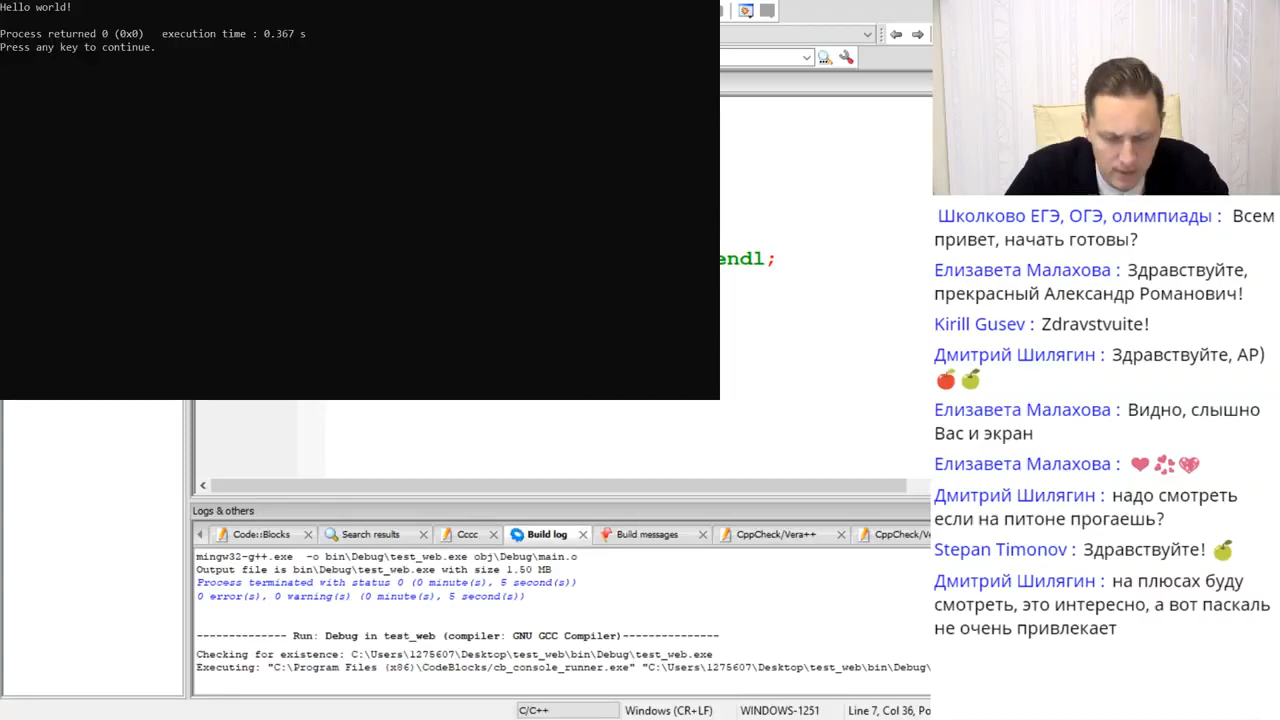 Hello world!
Process returned 0 (0x0)   execution time : 0.367 s
Press any key to continue.
endl;
Logs & others
Code::Blocks
Search results
Cccc
Build log
Build messages
CppCheck/Vera++
CppCheck/Ve
mingw32-g++.exe  -o bin\Debug\test_web.exe obj\Debug\main.o
Output file is bin\Debug\test_web.exe with size 1.50 MB
Process terminated with status 0 (0 minute(s), 5 second(s))
0 error(s), 0 warning(s) (0 minute(s), 5 second(s))
-------------- Run: Debug in test_web (compiler: GNU GCC Compiler)---------------
Checking for existence: C:\Users\1275607\Desktop\test_web\bin\Debug\test_web.exe
Executing: "C:\Program Files (x86)\CodeBlocks/cb_console_runner.exe" "C:\Users\1275607\Desktop\test_web\bin\Debug\
C/C++
Windows (CR+LF)
WINDOWS-1251
Line 7, Col 36, Po
Школково ЕГЭ, ОГЭ, олимпиады : Всем
привет, начать готовы?
Елизавета Малахова : Здравствуйте,
прекрасный Александр Романович!
Kirill Gusev : Zdravstvuite!
Дмитрий Шилягин : Здравствуйте, АР)
🍎 🍏
Елизавета Малахова : Видно, слышно
Вас и экран
Елизавета Малахова : ❤ 💞 💖
Дмитрий Шилягин : надо смотреть
если на питоне прогаешь?
Stepan Timonov : Здравствуйте! 🍏
Дмитрий Шилягин : на плюсах буду
смотреть, это интересно, а вот паскаль
не очень привлекает